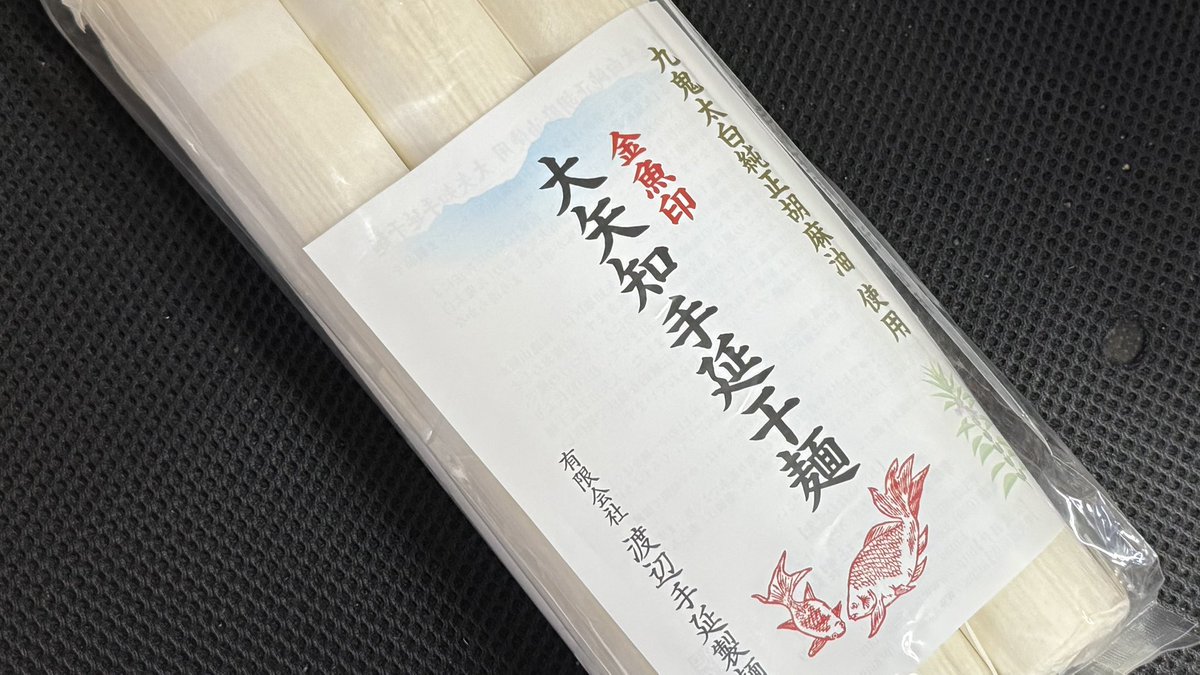 九鬼太白純正胡麻油 使用
金魚印
大矢知手延干麺
有限会社 渡辺手延製麺